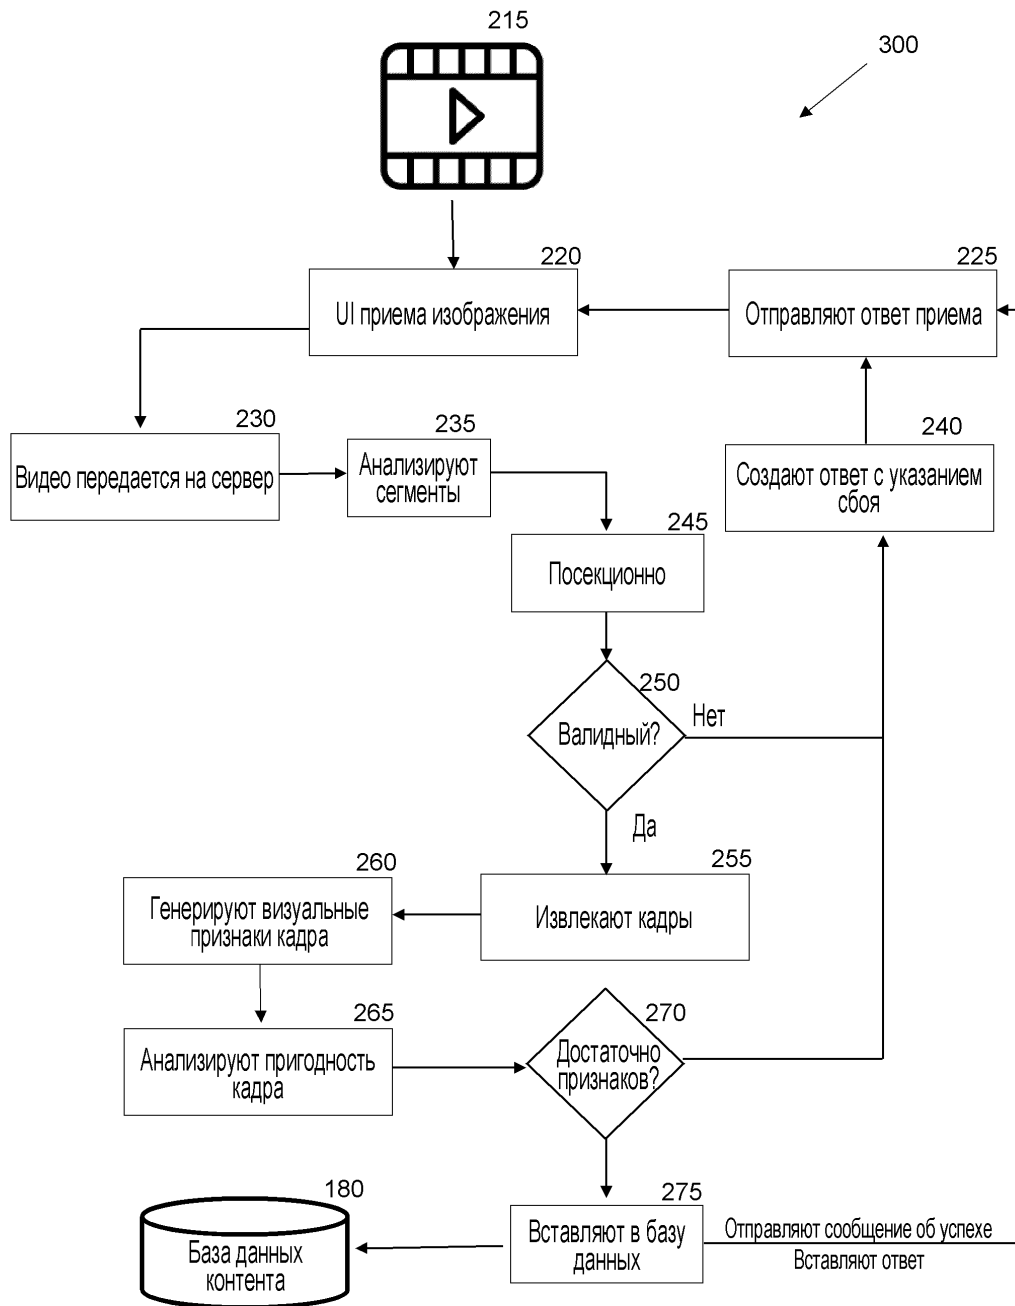 215
300
220
UI приема изображения
225
Отправляют ответ приема
230
Видео передается на сервер
235
Анализируют
сегменты
240
Создают ответ с указанием
сбоя
245
Посекционно
250
Валидный?
Нет
Да
255
Извлекают кадры
260
Генерируют визуальные
признаки кадра
265
Анализируют пригодность
кадра
270
Достаточно
признаков?
275
Вставляют в базу
данных
Отправляют сообщение об успехе
Вставляют ответ
180
База данных
контента